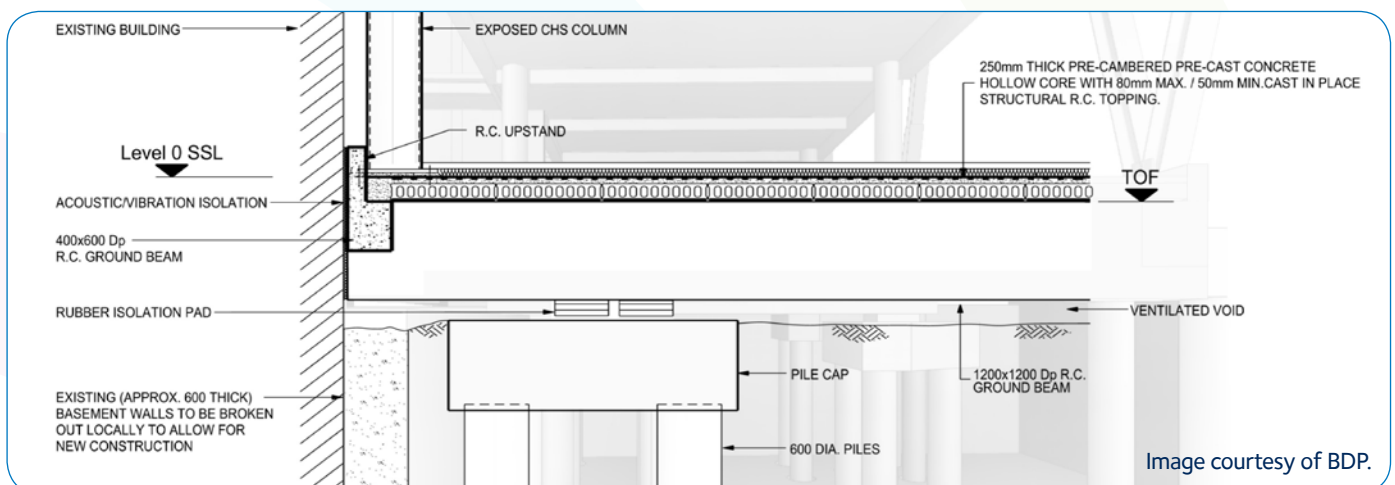 EXISTING BUILDING
EXPOSED CHS COLUMN
250mm THICK PRE-CAMBERED PRE-CAST CONCRETE
HOLLOW CORE WITH 80mm MAX. / 50mm MIN.CAST IN PLACE
STRUCTURAL R.C. TOPPING.
R.C. UPSTAND
Level 0 SSL
TOF
ACOUSTIC/VIBRATION ISOLATION
400x600 Dp
R.C. GROUND BEAM
RUBBER ISOLATION PAD
VENTILATED VOID
PILE CAP
1200x1200 Dp R.C.
GROUND BEAM
EXISTING (APPROX. 600 THICK)
BASEMENT WALLS TO BE BROKEN
OUT LOCALLY TO ALLOW FOR
NEW CONSTRUCTION
600 DIA. PILES
Image courtesy of BDP.